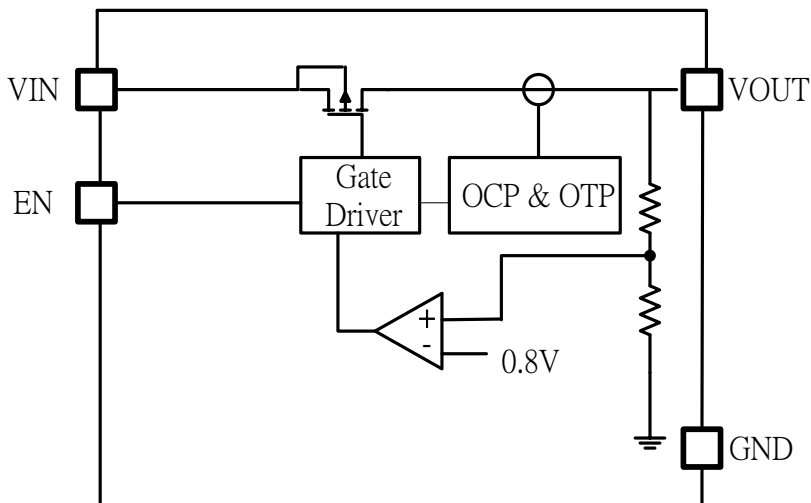 VIN
VOUT
EN
Gate
Driver
OCP & OTP
+
-
0.8V
GND